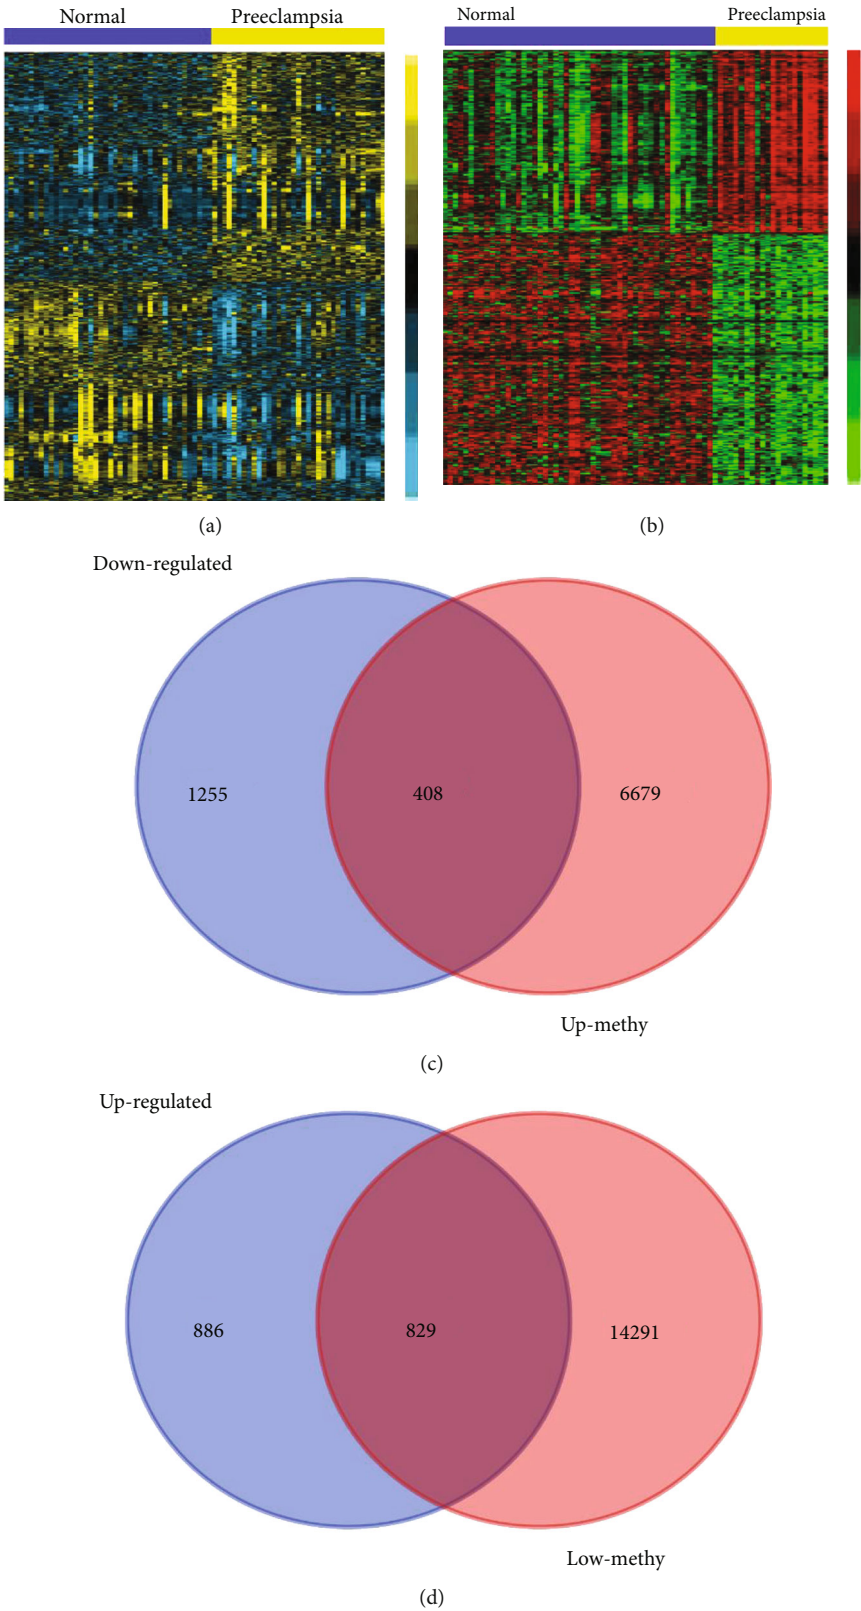 Normal
Preeclampsia
Normal
Preeclampsia
(a)
(b)
Down-regulated
1255
408
6679
Up-methy
(c)
Up-regulated
886
829
14291
Low-methy
(d)